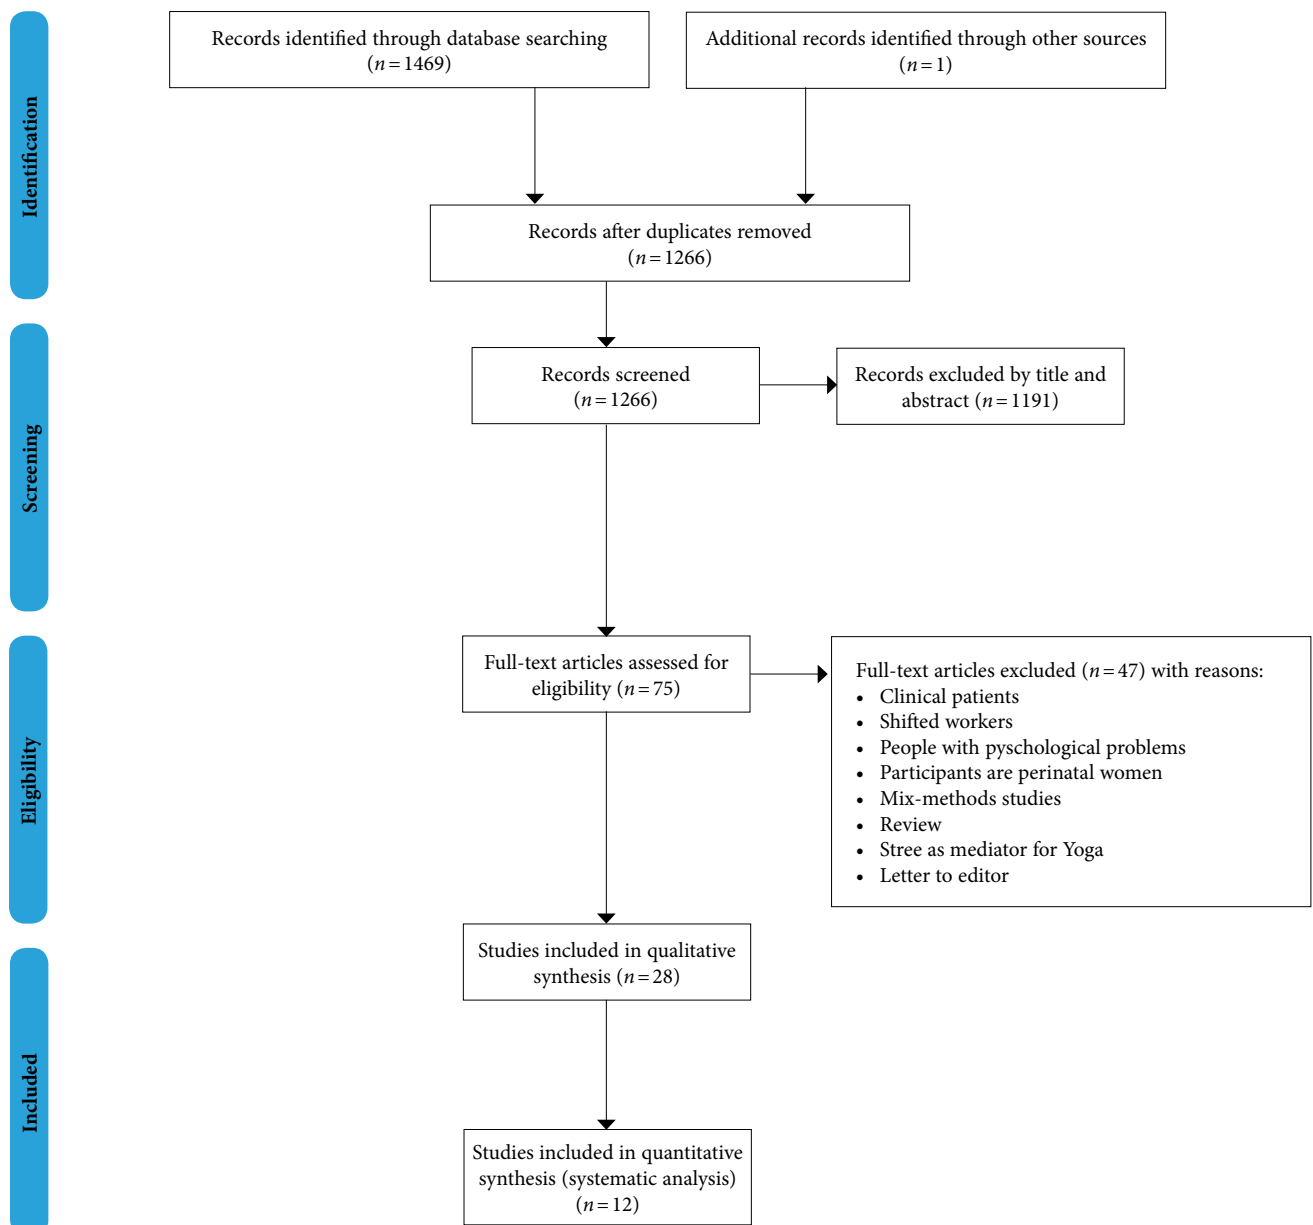 Identification
Records identified through database searching
(n = 1469)
Additional records identified through other sources
(n = 1)
Records after duplicates removed
(n = 1266)
Screening
Records screened
(n = 1266)
Records excluded by title and
abstract (n = 1191)
Eligibility
Full-text articles assessed for
eligibility (n = 75)
Full-text articles excluded (n = 47) with reasons:
• Clinical patients
• Shifted workers
• People with pyschological problems
• Participants are perinatal women
• Mix-methods studies
• Review
• Stree as mediator for Yoga
• Letter to editor
Included
Studies included in qualitative
synthesis (n = 28)
Studies included in quantitative
synthesis (systematic analysis)
(n = 12)